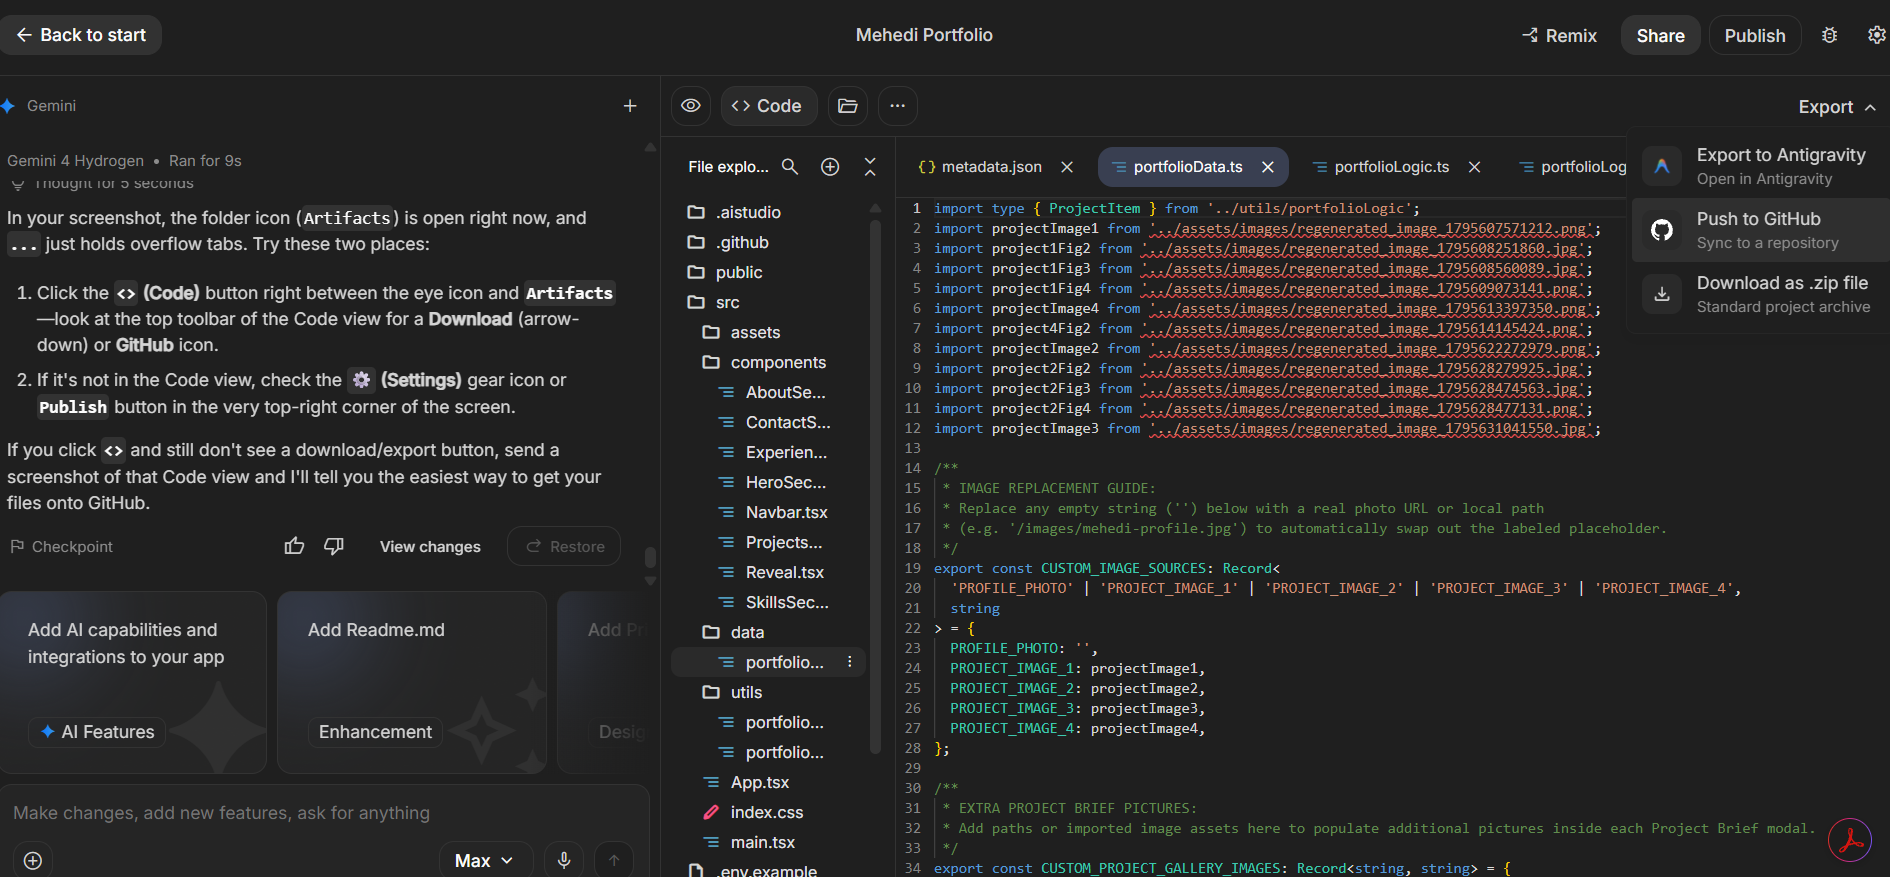 Back to start
Mehedi Portfolio
Remix
Share
Publish
Gemini
Code
Export
Gemini 4 Hydrogen • Ran for 9s
Thought for 5 seconds
In your screenshot, the folder icon (Artifacts) is open right now, and
... just holds overflow tabs. Try these two places:
1. Click the <> (Code) button right between the eye icon and Artifacts
—look at the top toolbar of the Code view for a Download (arrow-
down) or GitHub icon.
2. If it's not in the Code view, check the ⚙️ (Settings) gear icon or
Publish button in the very top-right corner of the screen.
If you click <> and still don't see a download/export button, send a
screenshot of that Code view and I'll tell you the easiest way to get your
files onto GitHub.
Checkpoint
View changes
Restore
Add AI capabilities and
integrations to your app
AI Features
Add Readme.md
Enhancement
Add Pr
Desig
Make changes, add new features, ask for anything
Max
File explo...
.aistudio
.github
public
src
assets
components
AboutSe...
ContactS...
Experien...
HeroSec...
Navbar.tsx
Projects...
Reveal.tsx
SkillsSec...
data
portfolio...
utils
portfolio...
portfolio...
App.tsx
index.css
main.tsx
.env.example
{} metadata.json
portfolioData.ts
portfolioLogic.ts
portfolioLog
Export to Antigravity
Open in Antigravity
Push to GitHub
Sync to a repository
Download as .zip file
Standard project archive
1 import type { ProjectItem } from '../utils/portfolioLogic';
2 import projectImage1 from '../assets/images/regenerated_image_1795607571212.png';
3 import project1Fig2 from '../assets/images/regenerated_image_1795608251860.jpg';
4 import project1Fig3 from '../assets/images/regenerated_image_1795608560089.jpg';
5 import project1Fig4 from '../assets/images/regenerated_image_1795609073141.png';
6 import projectImage4 from '../assets/images/regenerated_image_1795613397350.png';
7 import project4Fig2 from '../assets/images/regenerated_image_1795614145424.png';
8 import projectImage2 from '../assets/images/regenerated_image_1795622272979.png';
9 import project2Fig2 from '../assets/images/regenerated_image_1795628279925.jpg';
10 import project2Fig3 from '../assets/images/regenerated_image_1795628474563.jpg';
11 import project2Fig4 from '../assets/images/regenerated_image_1795628477131.png';
12 import projectImage3 from '../assets/images/regenerated_image_1795631041550.jpg';
13
14 /**
15 * IMAGE REPLACEMENT GUIDE:
16 * Replace any empty string ('') below with a real photo URL or local path
17 * (e.g. '/images/mehedi-profile.jpg') to automatically swap out the labeled placeholder.
18 */
19 export const CUSTOM_IMAGE_SOURCES: Record<
20 'PROFILE_PHOTO' | 'PROJECT_IMAGE_1' | 'PROJECT_IMAGE_2' | 'PROJECT_IMAGE_3' | 'PROJECT_IMAGE_4',
21 string
22 > = {
23 PROFILE_PHOTO: '',
24 PROJECT_IMAGE_1: projectImage1,
25 PROJECT_IMAGE_2: projectImage2,
26 PROJECT_IMAGE_3: projectImage3,
27 PROJECT_IMAGE_4: projectImage4,
28 };
29
30 /**
31 * EXTRA PROJECT BRIEF PICTURES:
32 * Add paths or imported image assets here to populate additional pictures inside each Project Brief modal.
33 */
34 export const CUSTOM_PROJECT_GALLERY_IMAGES: Record<string, string> = {